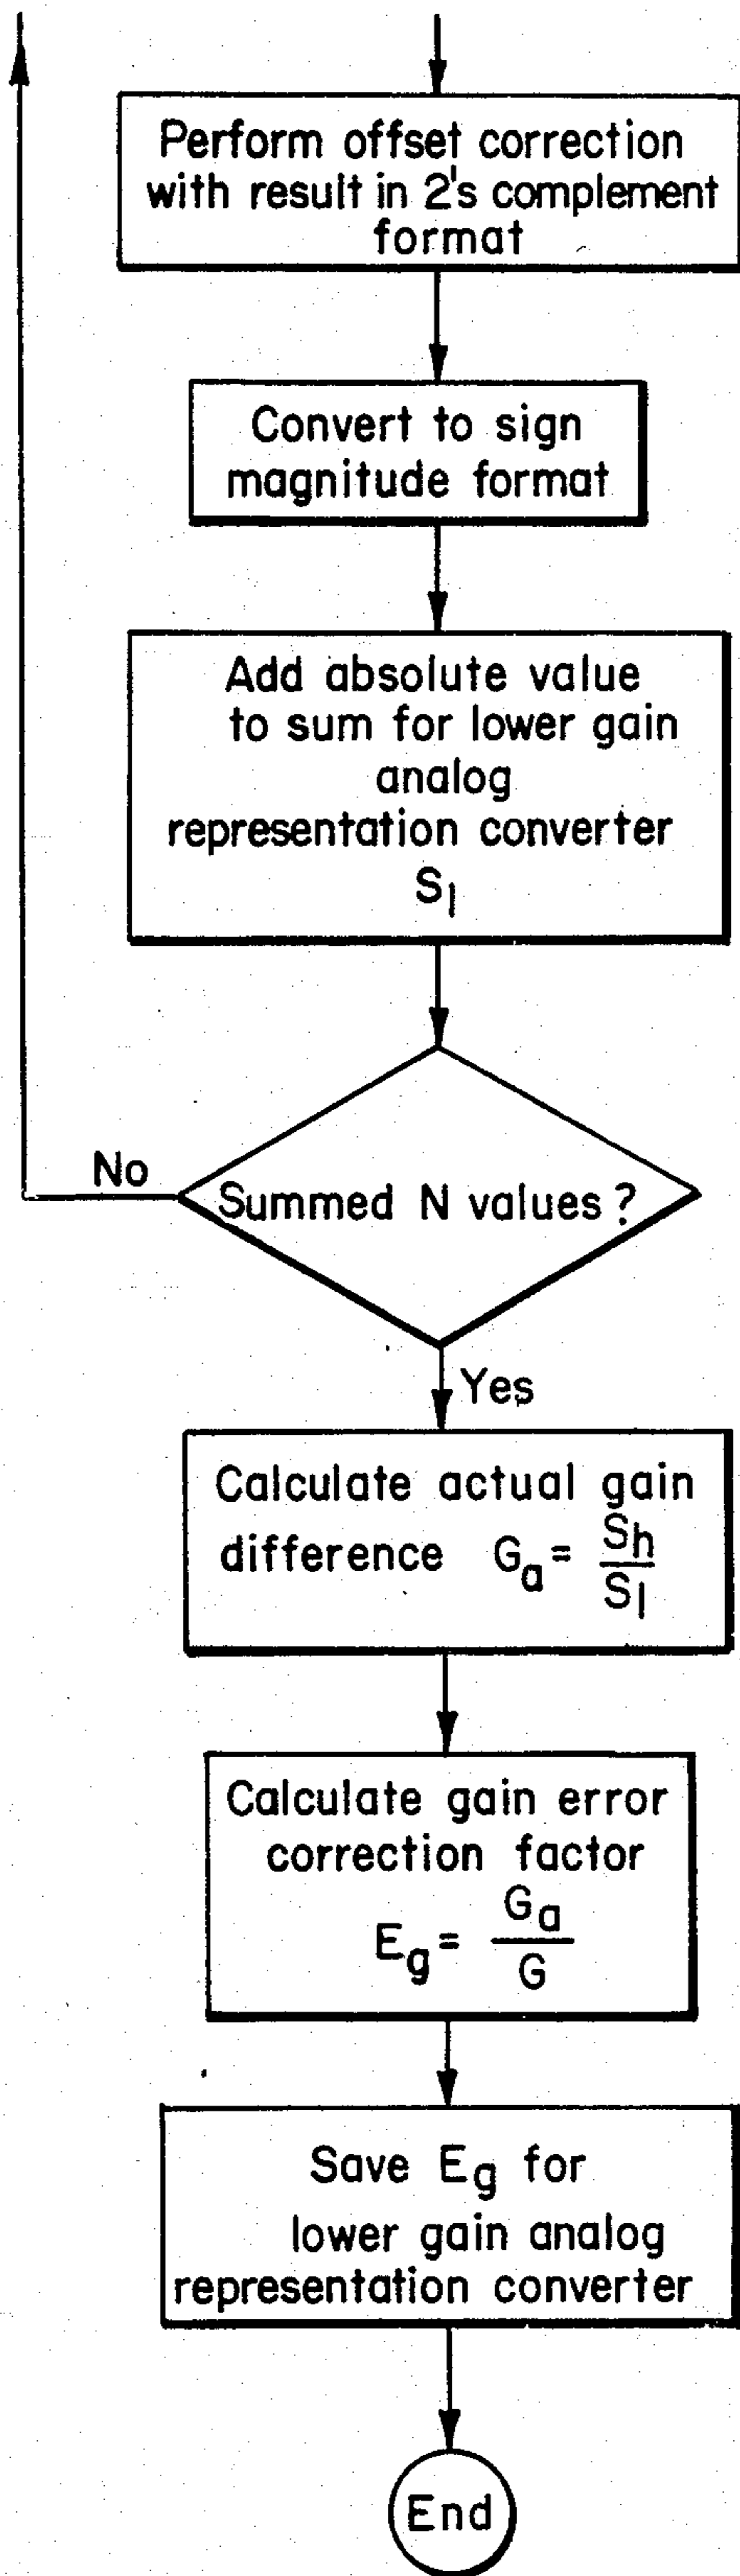 Perform offset correction
with result in 2's complement
format
Convert to sign
magnitude format
Add absolute value
to sum for lower gain
analog
representation converter
Sl
No
Summed N values?
Yes
Calculate actual gain
difference Ga = Sh/Sl
Calculate gain error
correction factor
Eg = Ga/G
Save Eg for
lower gain analog
representation converter
End